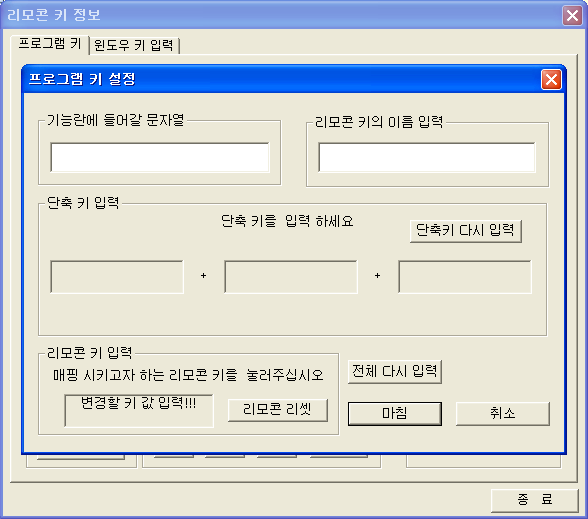 리모콘 키 정보
프로그램 키
윈도우 키 입력
프로그램 키 설정
기능란에 들어갈 문자열
리모콘 키의 이름 입력
단축 키 입력
단축 키를 입력 하세요
단축키 다시 입력
+
+
리모콘 키 입력
매핑 시키고자 하는 리모콘 키를 눌러주십시오
전체 다시 입력
변경할 키 값 입력!!!
리모콘 리셋
마침
취소
종 료